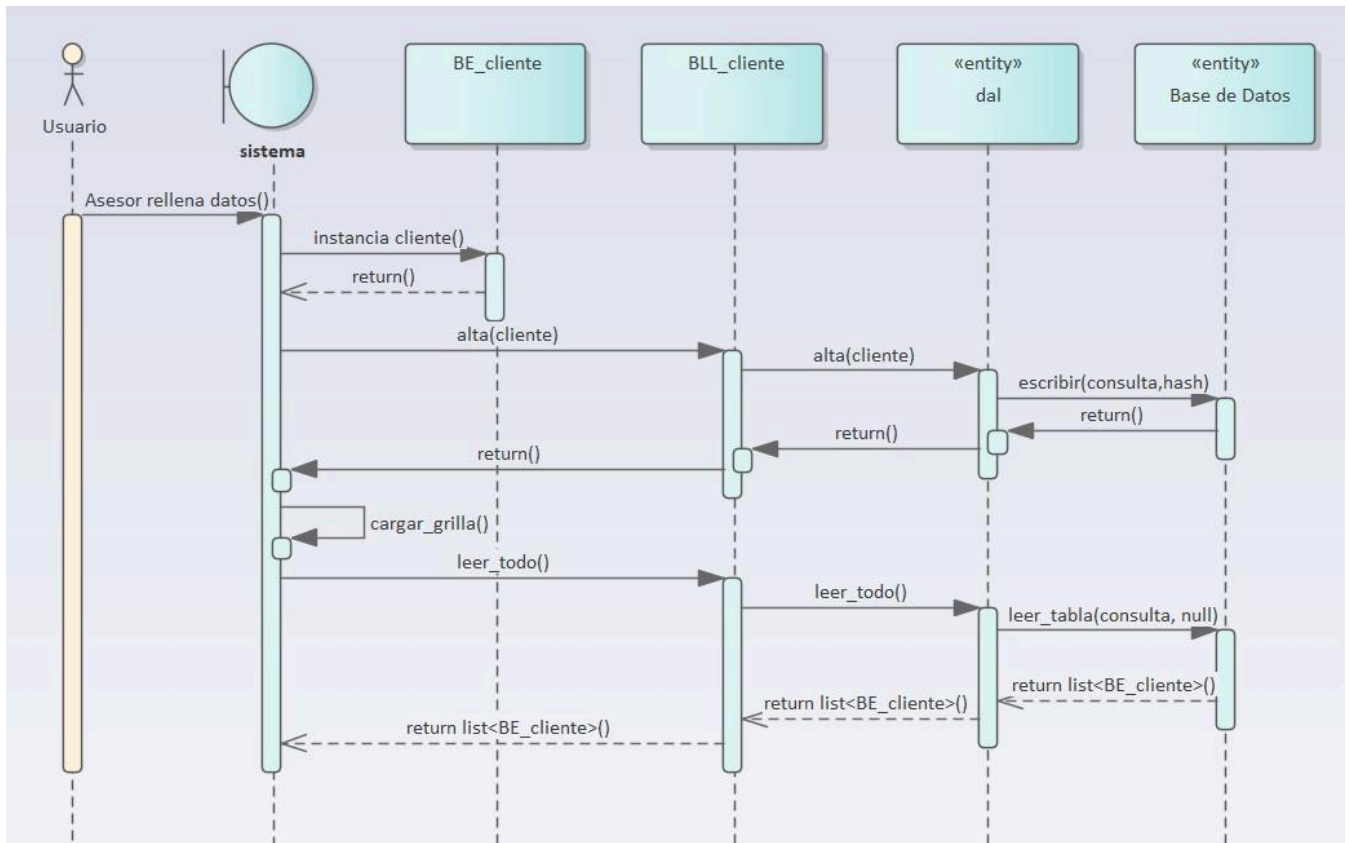 Usuario
sistema
BE_cliente
BLL_cliente
«entity»
dal
«entity»
Base de Datos
Asesor rellena datos()
instancia cliente()
return()
alta(cliente)
alta(cliente)
escribir(consulta,hash)
return()
return()
return()
cargar_grilla()
leer_todo()
leer_todo()
leer_tabla(consulta, null)
return list<BE_cliente>()
return list<BE_cliente>()
return list<BE_cliente>()